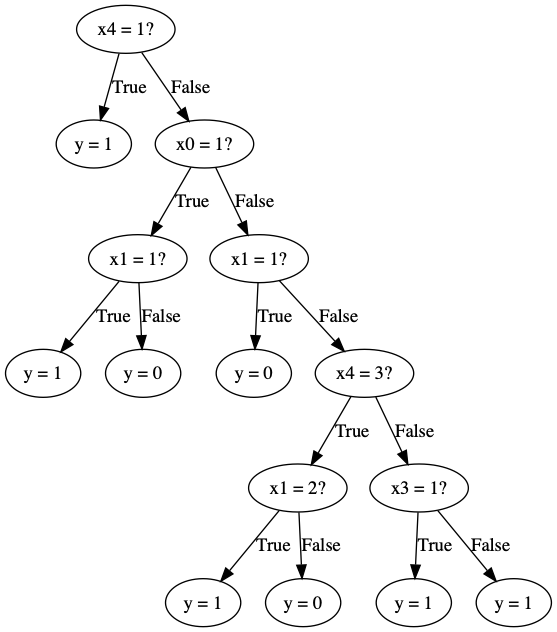 x4 = 1?
True
False
y = 1
x0 = 1?
True
False
x1 = 1?
x1 = 1?
True
False
True
False
y = 1
y = 0
y = 0
x4 = 3?
True
False
x1 = 2?
x3 = 1?
True
False
True
False
y = 1
y = 0
y = 1
y = 1